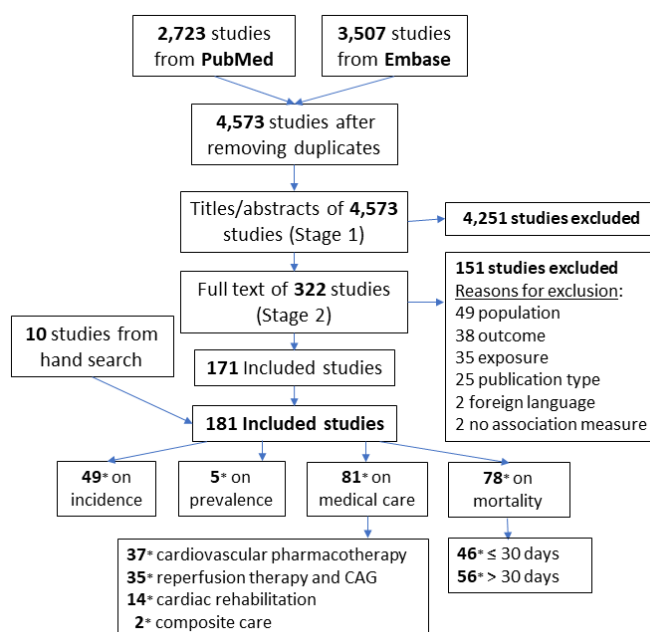 2,723 studies
from PubMed
3,507 studies
from Embase
4,573 studies after
removing duplicates
Titles/abstracts of 4,573
studies (Stage 1)
4,251 studies excluded
Full text of 322 studies
(Stage 2)
151 studies excluded
Reasons for exclusion:
49 population
38 outcome
35 exposure
25 publication type
2 foreign language
2 no association measure
10 studies from
hand search
171 Included studies
181 Included studies
49* on
incidence
5* on
prevalence
81* on
medical care
78* on
mortality
37* cardiovascular pharmacotherapy
35* reperfusion therapy and CAG
14* cardiac rehabilitation
2* composite care
46* ≤ 30 days
56* > 30 days